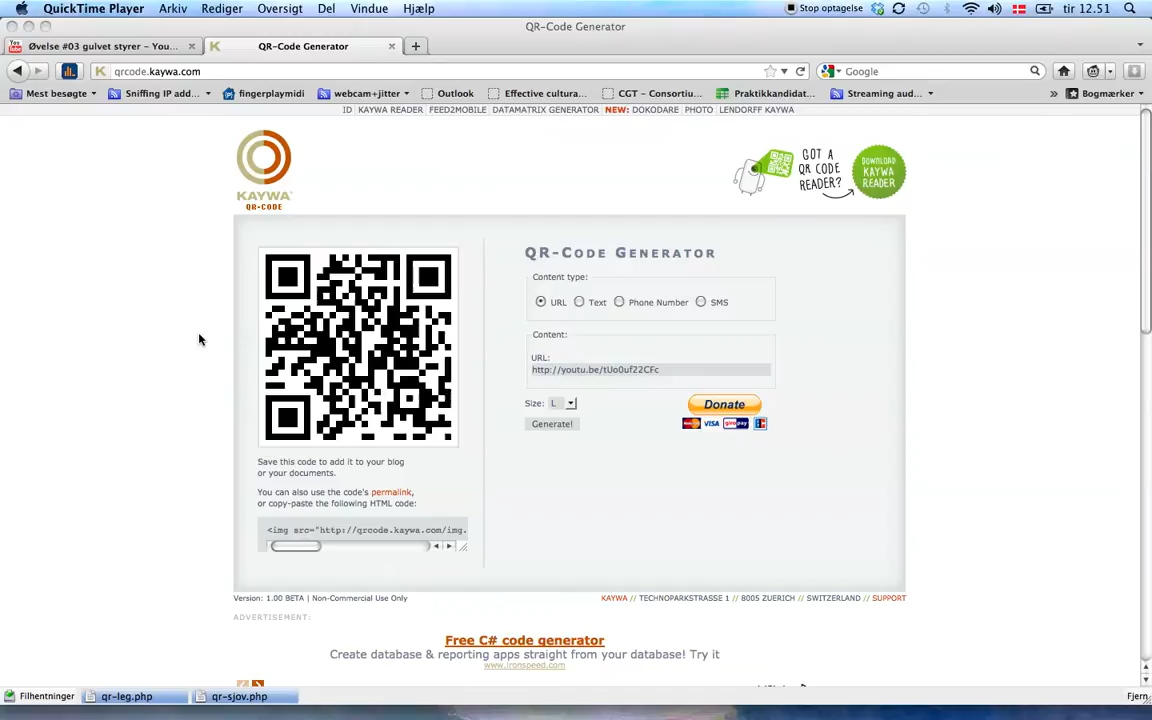 QuickTime Player Arkiv Rediger Oversigt Del Vindue Hjælp Stop optagelse tir 12.51
QR-Code Generator
You Tube Øvelse #03 gulvet styrer – You... QR-Code Generator
qrcode.kaywa.com Google
Mest besøgte Sniffing IP add... fingerplaymidi webcam+jitter Outlook Effective cultura... CGT - Consortiu... Praktikkandidat... Streaming aud... » Bogmærker
ID KAYWA READER FEED2MOBILE DATAMATRIX GENERATOR NEW: DOKODARE PHOTO LENDORFF KAYWA
KAYWA
QR-CODE
GOT A
QR CODE
READER?
DOWNLOAD
KAYWA
READER
QR-Code Generator
Content type:
URL Text Phone Number SMS
Content:
URL:
http://youtu.be/tUo0uf22CFc
Size: L
Generate!
Donate
VISA
Save this code to add it to your blog
or your documents.
You can also use the code's permalink,
or copy-paste the following HTML code:
<img src="http://qrcode.kaywa.com/img.
Version: 1.00 BETA | Non-Commercial Use Only
KAYWA // TECHNOPARKSTRASSE 1 // 8005 ZUERICH // SWITZERLAND // SUPPORT
ADVERTISEMENT:
Free C# code generator
Create database & reporting apps straight from your database! Try it
www.ironspeed.com
Filhentninger qr-leg.php qr-sjov.php Fjern